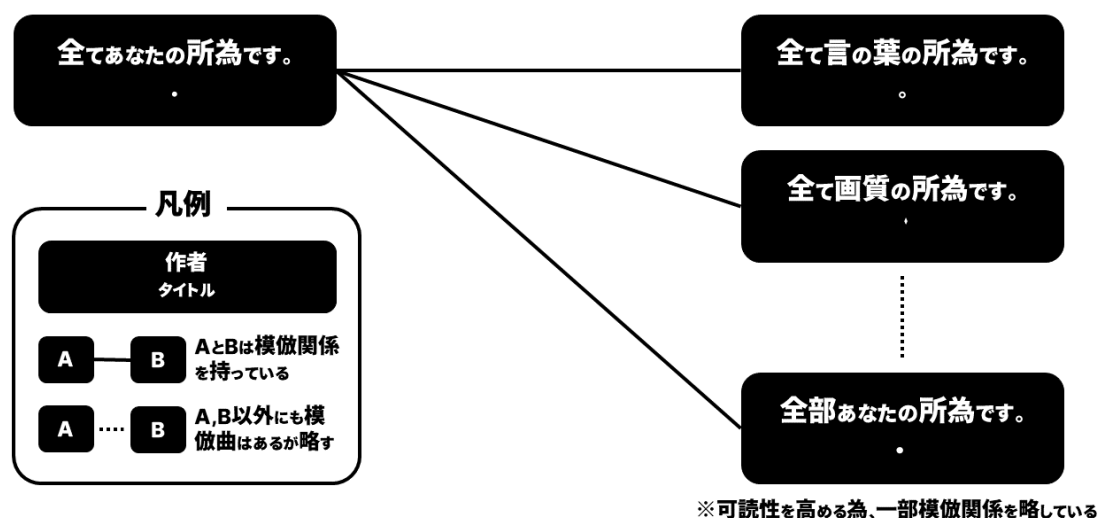 全てあなたの所為です。
.
全て言の葉の所為です。
。
全て画質の所為です。
全部あなたの所為です。
.
凡例
作者
タイトル
A
B
AとBは模倣関係
を持っている
A
B
A,B以外にも模
倣曲はあるが略す
※可読性を高める為、一部模倣関係を略している